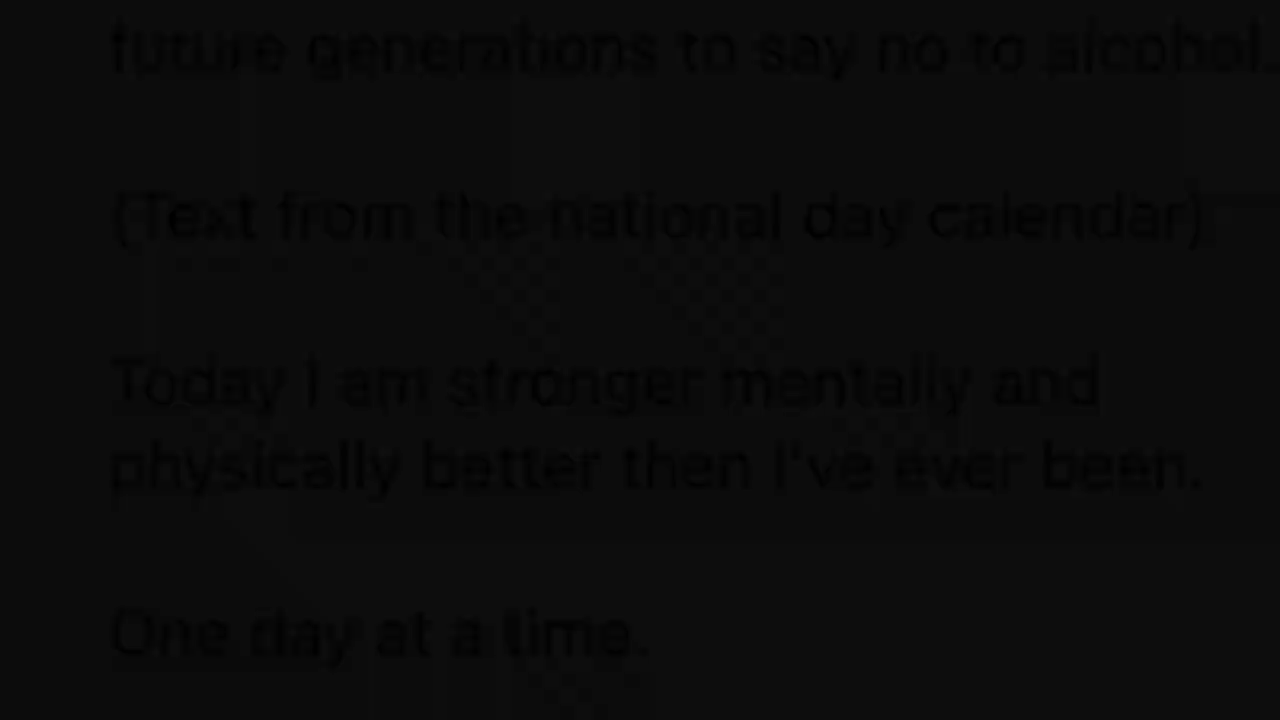 future generations to say no to alcohol.
(Text from the national day calendar)
Today I am stronger mentally and
physically better then I've ever been.
One day at a time.